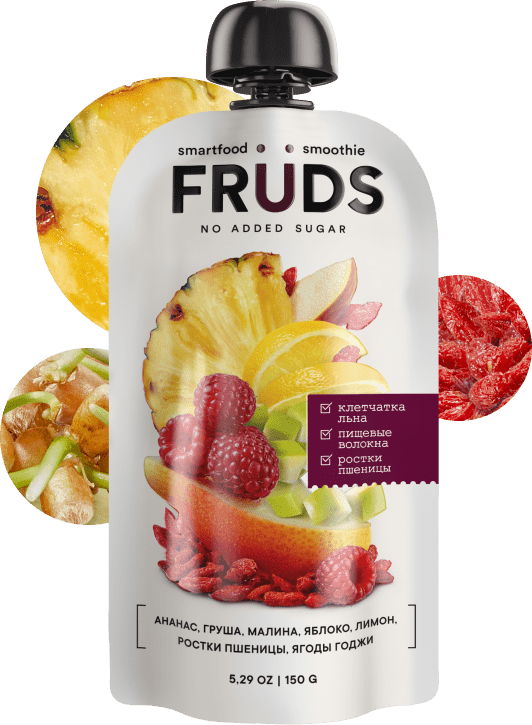 smartfood smoothie
FRÜDS
NO ADDED SUGAR
клетчатка
льна
пищевые
волокна
ростки
пшеницы
АНАНАС, ГРУША, МАЛИНА, ЯБЛОКО, ЛИМОН,
РОСТКИ ПШЕНИЦЫ, ЯГОДЫ ГОДЖИ
5,29 OZ | 150 G